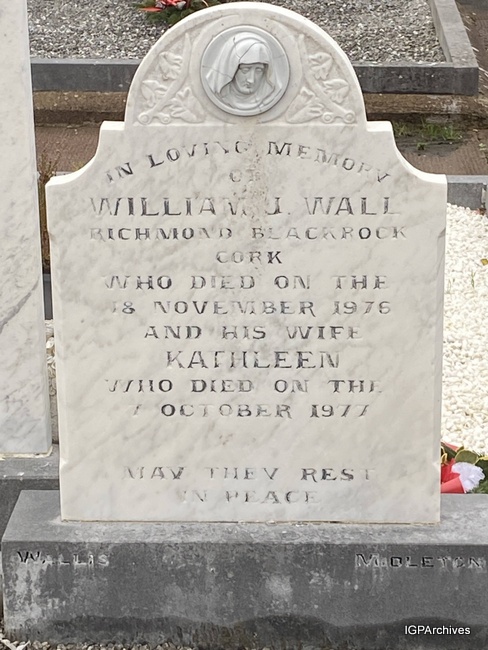 IN LOVING MEMORY
OF
WILLIAM J. WALL
RICHMOND BLACKROCK
CORK
WHO DIED ON THE
18 NOVEMBER 1976
AND HIS WIFE
KATHLEEN
WHO DIED ON THE
7 OCTOBER 1977
MAY THEY REST
IN PEACE
WALLIS MIDLETON
IGPArchives